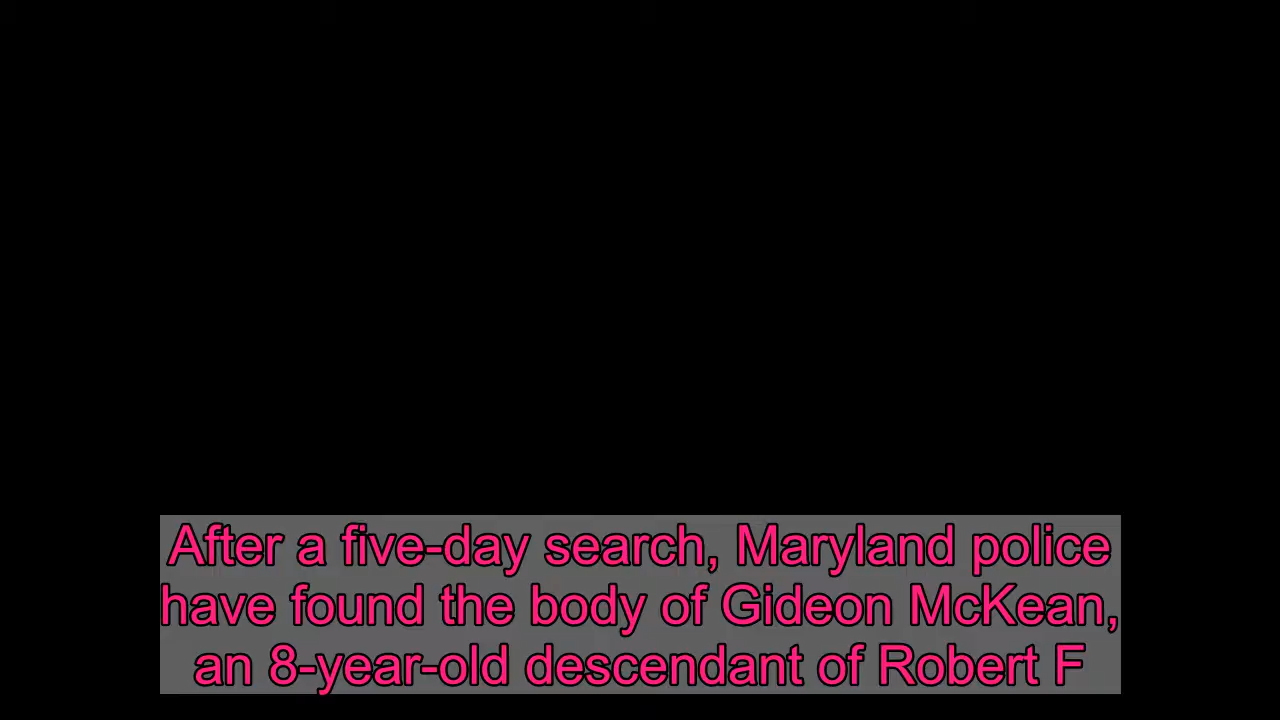 After a five-day search, Maryland police
have found the body of Gideon McKean,
an 8-year-old descendant of Robert F